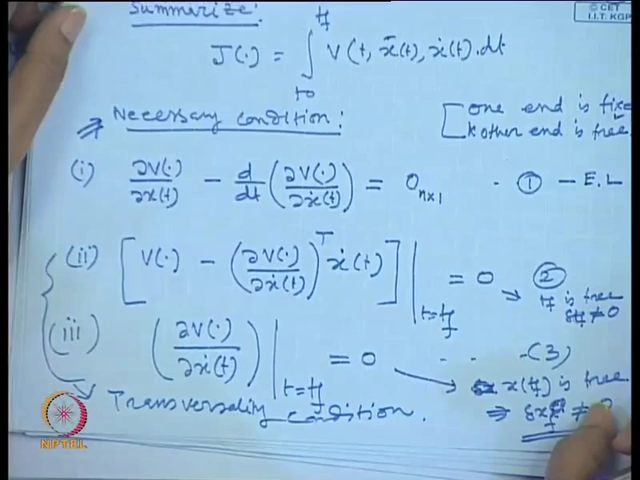 Summarize:
J(·) = ∫_{t0}^{tf} V(t, x(t), ẋ(t)).dt
© CET
I.I.T. KGP
⇒ Necessary condition:
[one end is fixed
& other end is free
(i) ∂V(·)/∂x(t) − d/dt (∂V(·)/∂ẋ(t)) = 0_{n×1} - ① — E.L
(ii) [V(·) − (∂V(·)/∂ẋ(t))^T ẋ(t)] |_{t=tf} = 0 ②
→ tf is free
δtf ≠ 0
(iii) (∂V(·)/∂ẋ(t)) |_{t=tf} = 0 - - - (3)
→ x(tf) is free
⇒ δxf ≠ 0
Transversality condition.
NPTEL